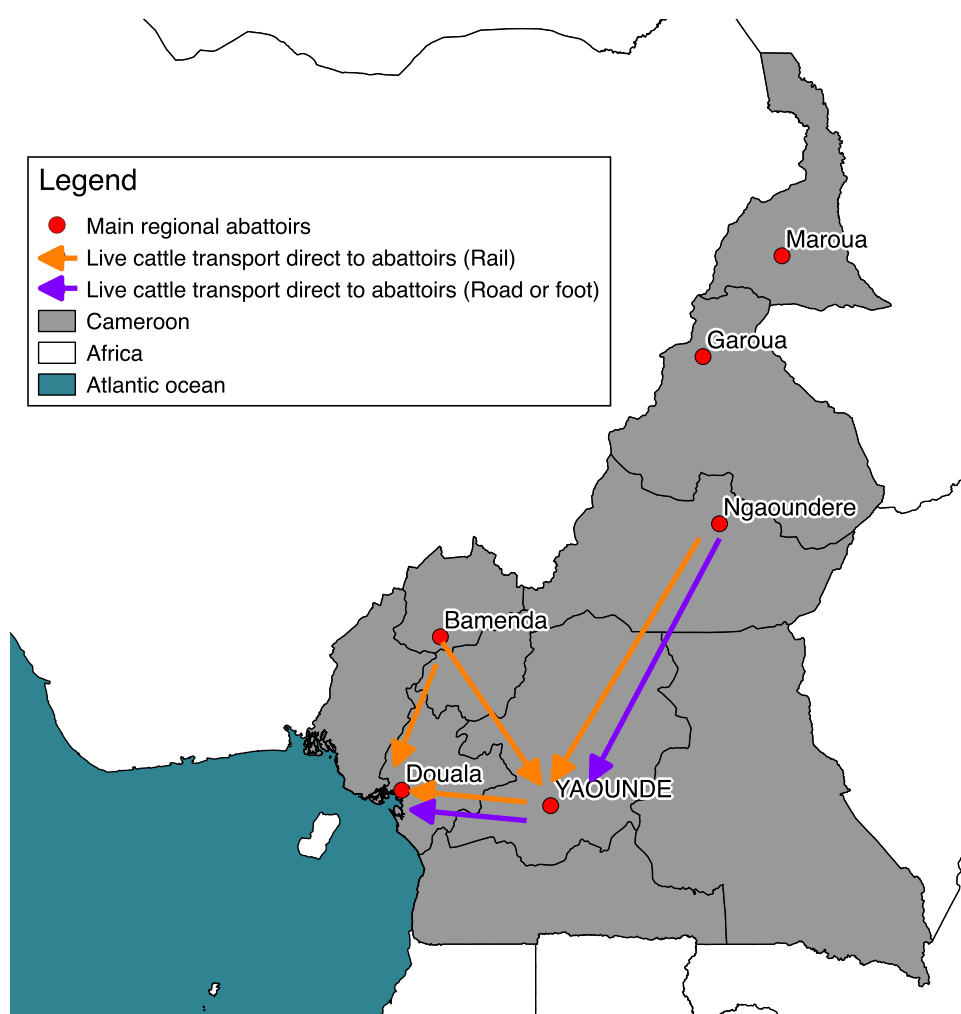 Legend
Main regional abattoirs
Live cattle transport direct to abattoirs (Rail)
Live cattle transport direct to abattoirs (Road or foot)
Cameroon
Africa
Atlantic ocean
Maroua
Garoua
Ngaoundere
Bamenda
Douala
YAOUNDE